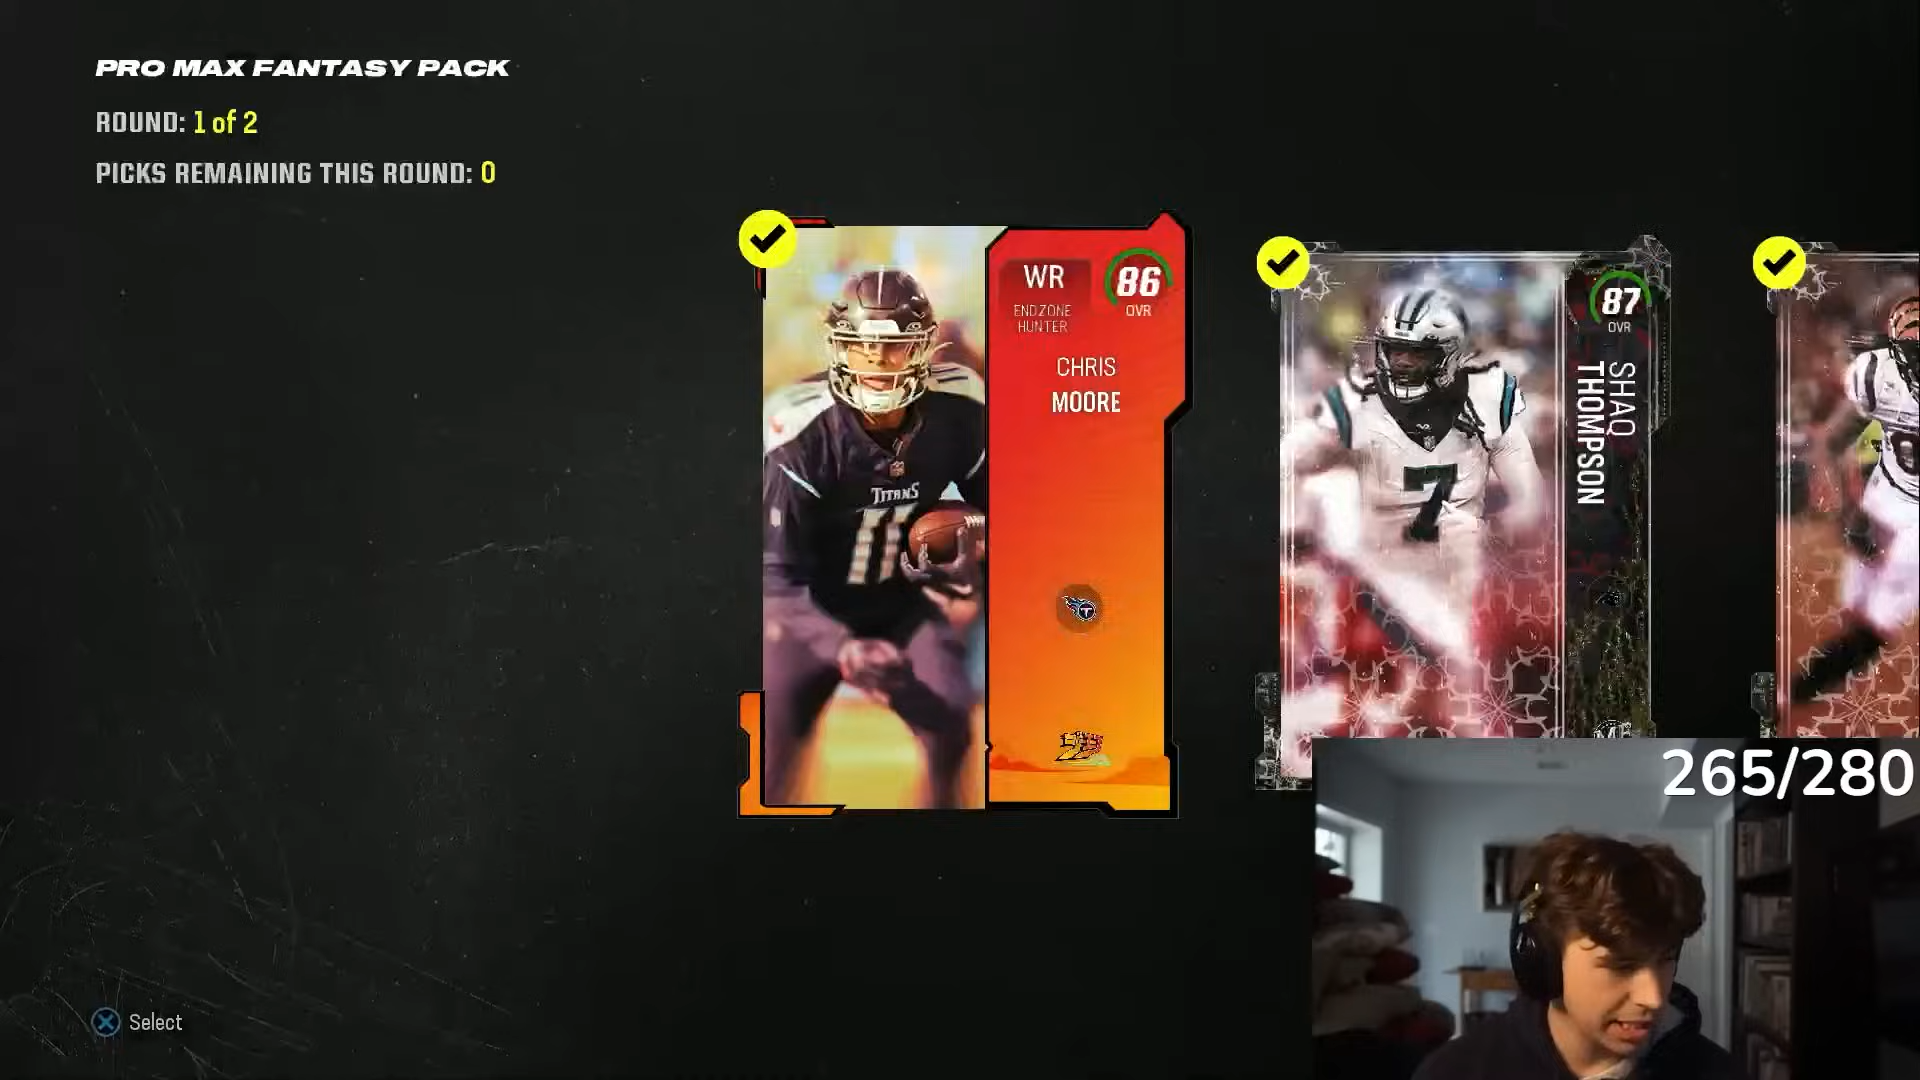 PRO MAX FANTASY PACK
ROUND: 1 of 2
PICKS REMAINING THIS ROUND: 0
WR
ENDZONE
HUNTER
86
OVR
CHRIS
MOORE
TITANS
11
87
OVR
SHAQ
THOMPSON
7
265/280
Select